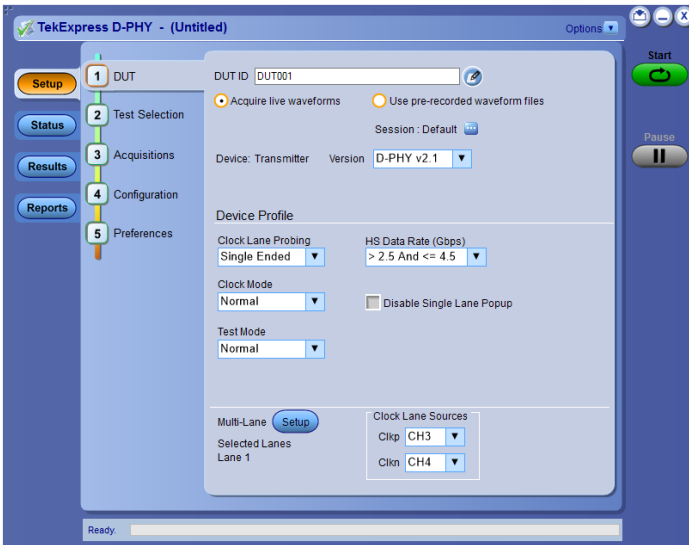 TekExpress D-PHY - (Untitled)
Options
Start
Setup
1 DUT
DUT ID DUT001
Acquire live waveforms Use pre-recorded waveform files
2 Test Selection
Status
Session : Default
Pause
3 Acquisitions
Device: Transmitter Version D-PHY v2.1
Results
4 Configuration
Reports
Device Profile
5 Preferences
Clock Lane Probing HS Data Rate (Gbps)
Single Ended > 2.5 And <= 4.5
Clock Mode
Normal Disable Single Lane Popup
Test Mode
Normal
Multi-Lane Setup Clock Lane Sources
Selected Lanes Clkp CH3
Lane 1 Clkn CH4
Ready.